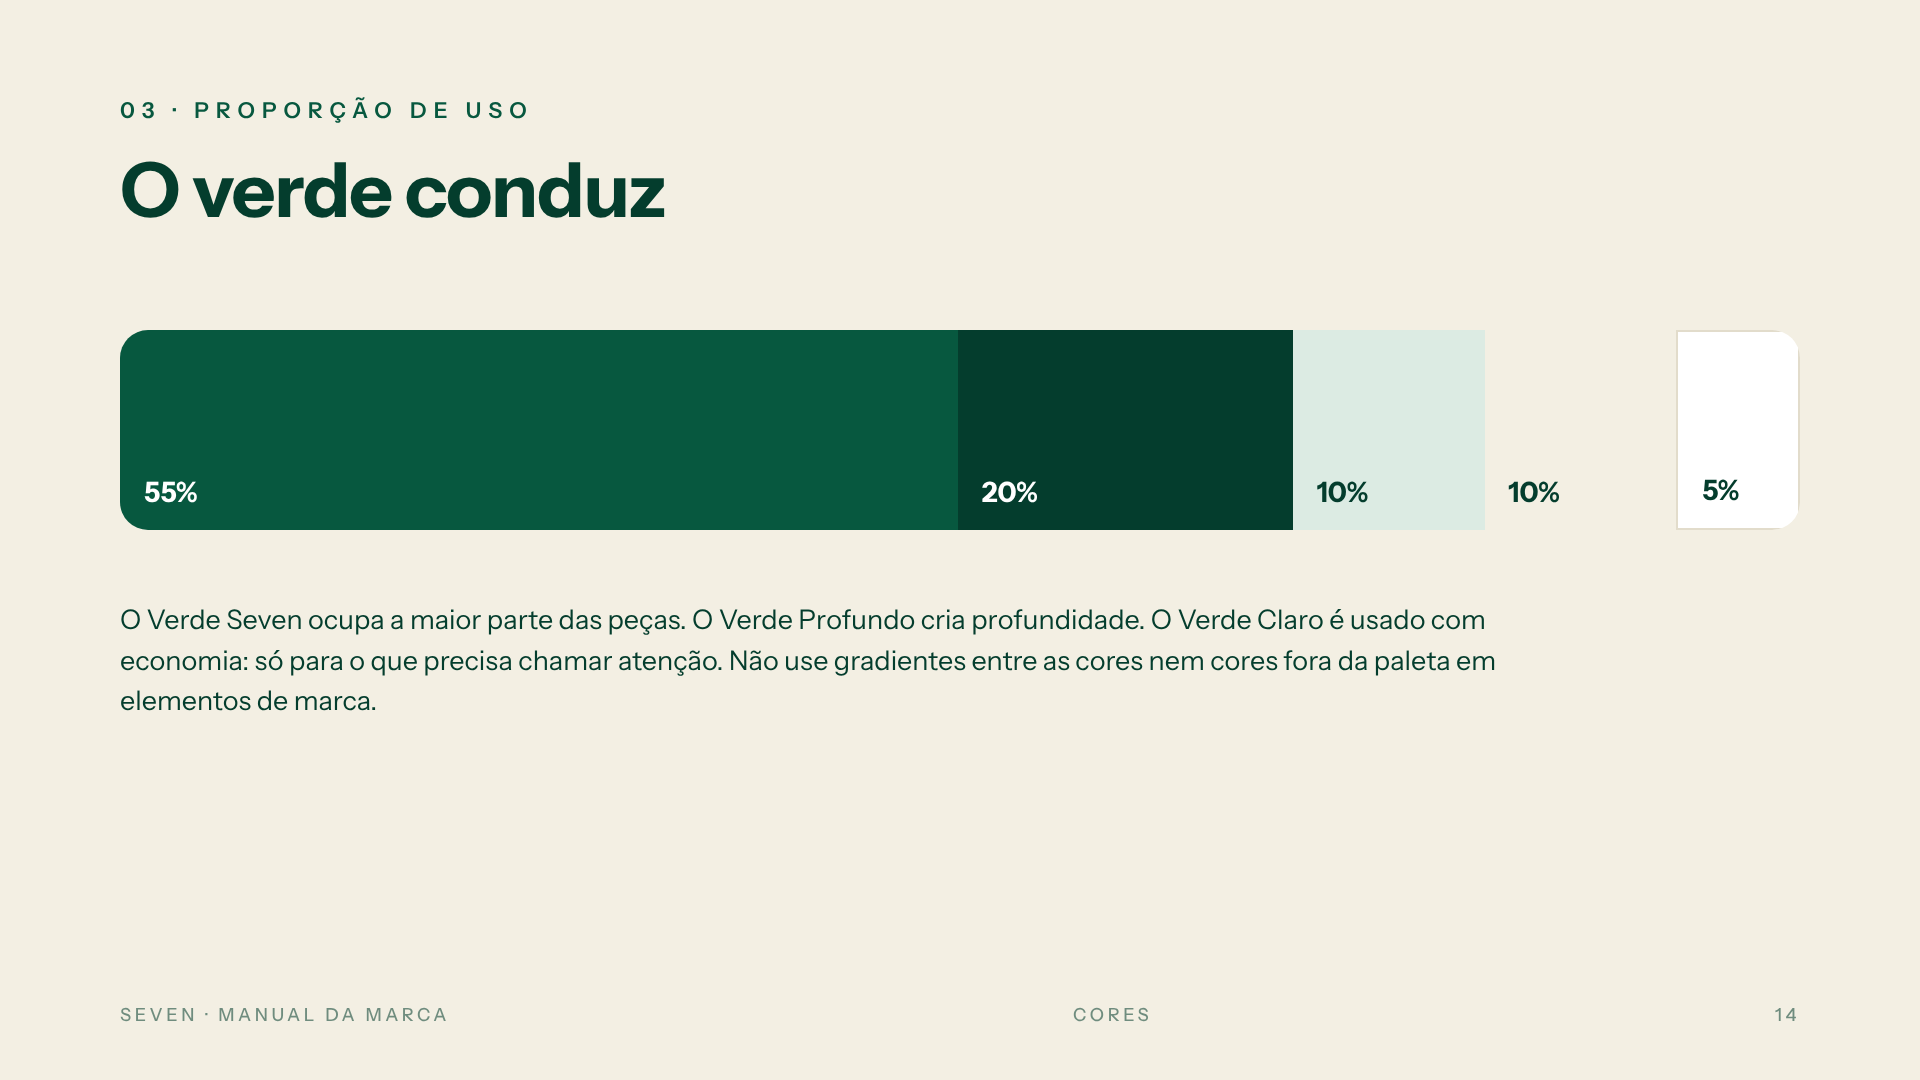 03 · PROPORÇÃO DE USO
O verde conduz
55%
20%
10%
10%
5%
O Verde Seven ocupa a maior parte das peças. O Verde Profundo cria profundidade. O Verde Claro é usado com
economia: só para o que precisa chamar atenção. Não use gradientes entre as cores nem cores fora da paleta em
elementos de marca.
SEVEN · MANUAL DA MARCA
CORES
14